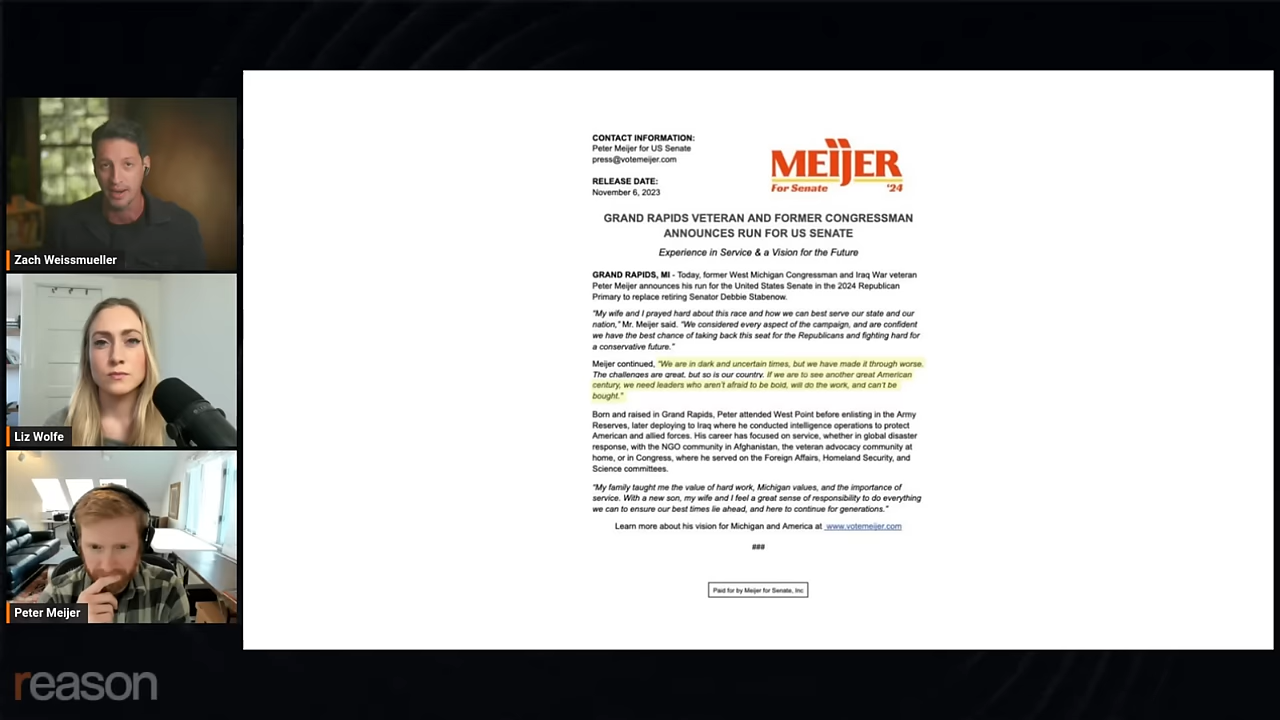 Zach Weissmueller
Liz Wolfe
Peter Meijer
reason
CONTACT INFORMATION:
Peter Meijer for US Senate
press@votemeijer.com
RELEASE DATE:
November 6, 2023
MEIJER
For Senate '24
GRAND RAPIDS VETERAN AND FORMER CONGRESSMAN
ANNOUNCES RUN FOR US SENATE
Experience in Service & a Vision for the Future
GRAND RAPIDS, MI - Today, former West Michigan Congressman and Iraq War veteran
Peter Meijer announces his run for the United States Senate in the 2024 Republican
Primary to replace retiring Senator Debbie Stabenow.
"My wife and I prayed hard about this race and how we can best serve our state and our
nation," Mr. Meijer said. "We considered every aspect of the campaign, and are confident
we have the best chance of taking back this seat for the Republicans and fighting hard for
a conservative future."
Meijer continued, "We are in dark and uncertain times, but we have made it through worse.
The challenges are great, but so is our country. If we are to see another great American
century, we need leaders who aren't afraid to be bold, will do the work, and can't be
bought."
Born and raised in Grand Rapids, Peter attended West Point before enlisting in the Army
Reserves, later deploying to Iraq where he conducted intelligence operations to protect
American and allied forces. His career has focused on service, whether in global disaster
response, with the NGO community in Afghanistan, the veteran advocacy community at
home, or in Congress, where he served on the Foreign Affairs, Homeland Security, and
Science committees.
"My family taught me the value of hard work, Michigan values, and the importance of
service. With a new son, my wife and I feel a great sense of responsibility to do everything
we can to ensure our best times lie ahead, and here to continue for generations."
Learn more about his vision for Michigan and America at www.votemeijer.com
###
Paid for by Meijer for Senate, Inc